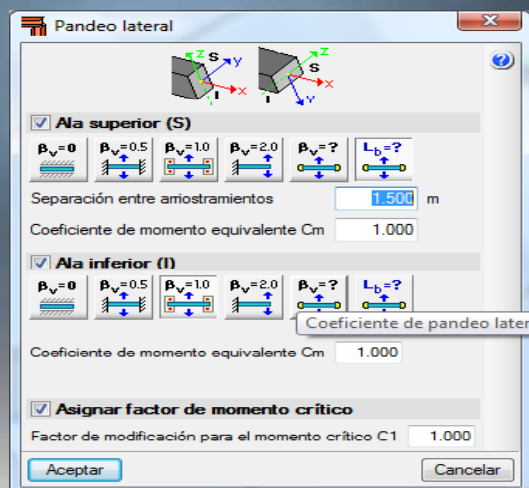 Pandeo lateral
z S y x I
z S x I y
Ala superior (S)
βv=0 βv=0.5 βv=1.0 βv=2.0 βv=? Lb=?
Separación entre arriostramientos 1.500 m
Coeficiente de momento equivalente Cm 1.000
Ala inferior (I)
βv=0 βv=0.5 βv=1.0 βv=2.0 βv=? Lb=?
Coeficiente de pandeo later
Coeficiente de momento equivalente Cm 1.000
Asignar factor de momento crítico
Factor de modificación para el momento crítico C1 1.000
Aceptar Cancelar